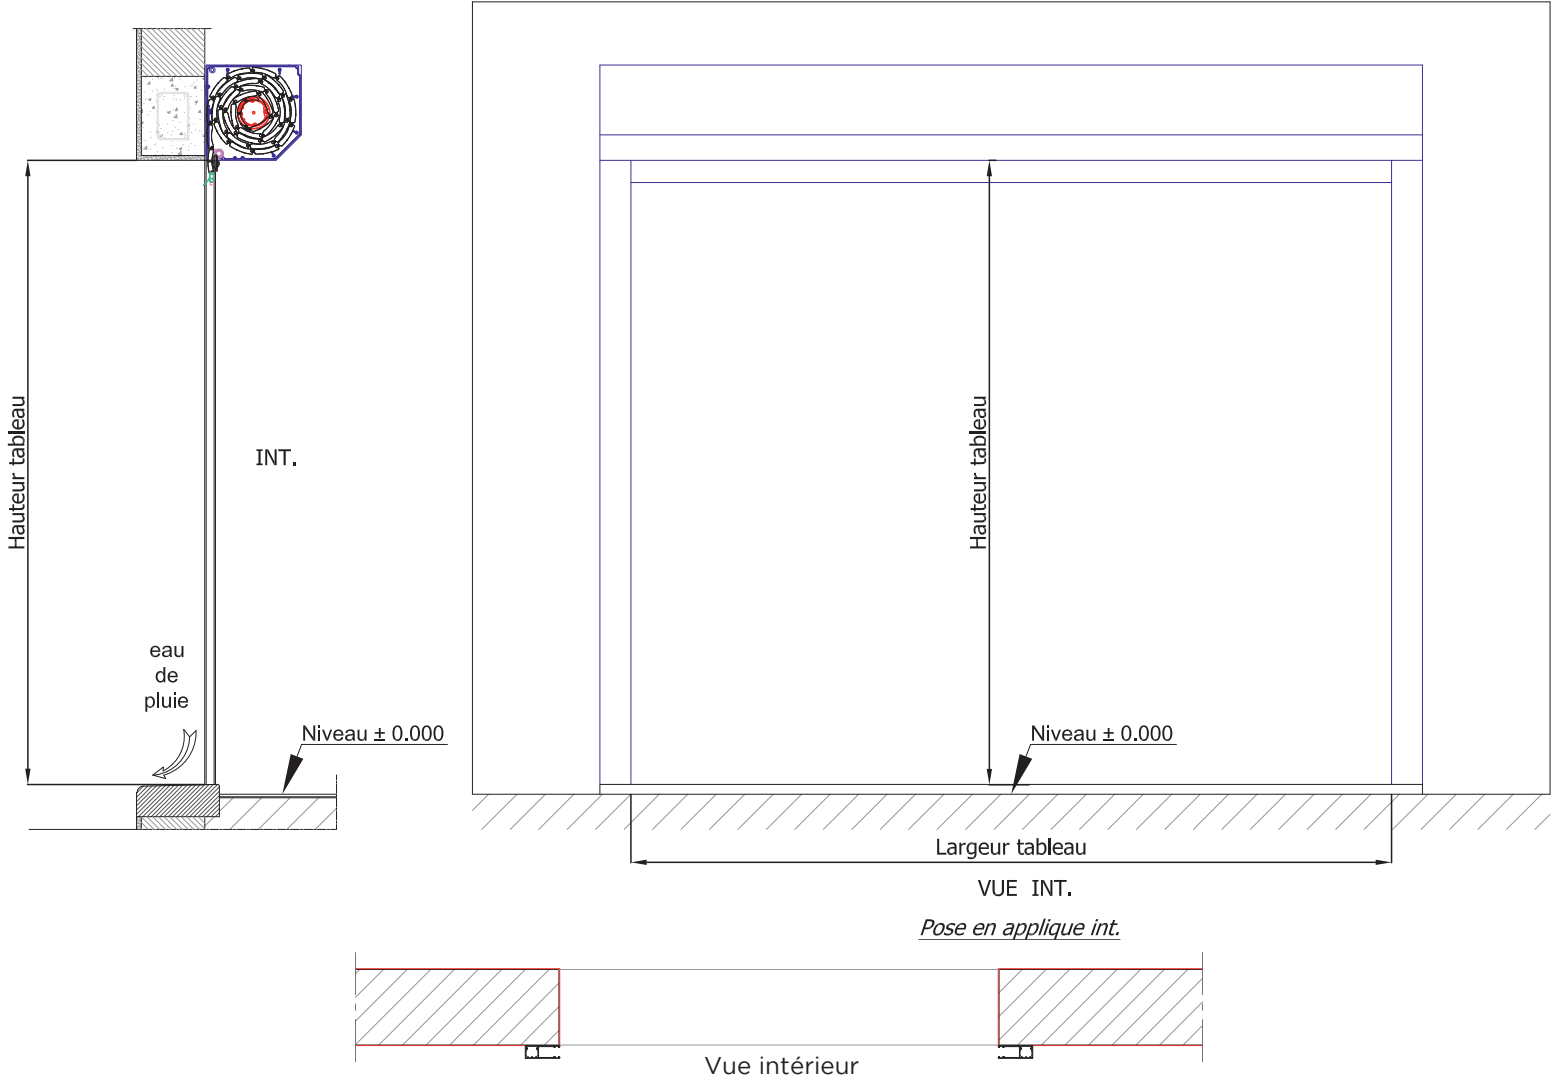 Hauteur tableau
INT.
eau
de
pluie
Niveau ± 0.000
Hauteur tableau
Niveau ± 0.000
Largeur tableau
VUE INT.
Pose en applique int.
Vue intérieur